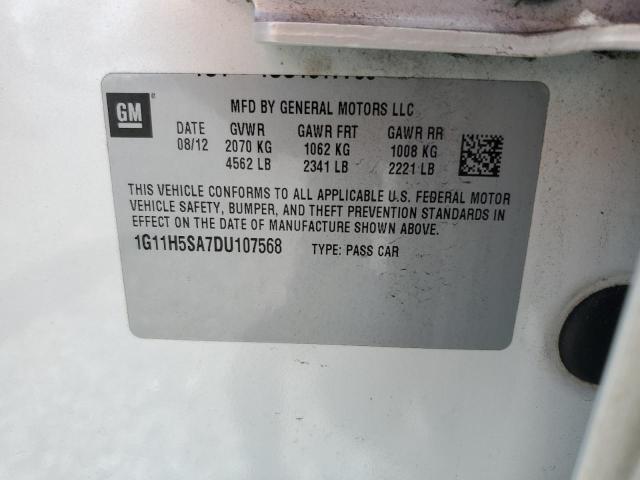 GM
MFD BY GENERAL MOTORS LLC
DATE GVWR GAWR FRT GAWR RR
08/12 2070 KG 1062 KG 1008 KG
4562 LB 2341 LB 2221 LB
THIS VEHICLE CONFORMS TO ALL APPLICABLE U.S. FEDERAL MOTOR
VEHICLE SAFETY, BUMPER, AND THEFT PREVENTION STANDARDS IN
EFFECT ON THE DATE OF MANUFACTURE SHOWN ABOVE.
1G11H5SA7DU107568 TYPE: PASS CAR